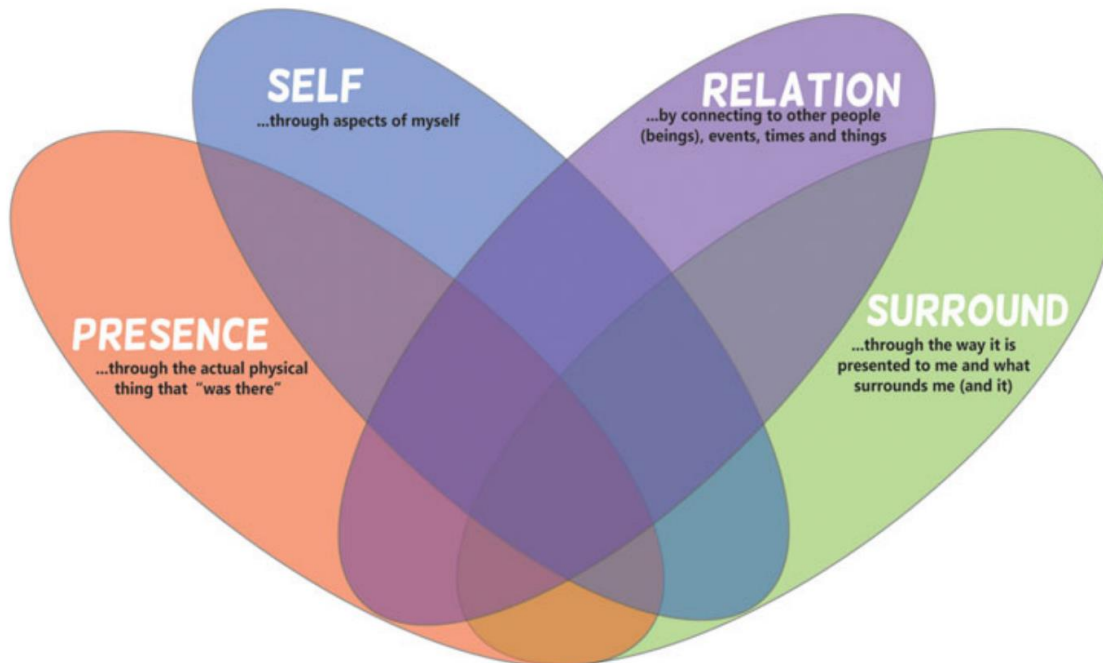 SELF
...through aspects of myself
RELATION
...by connecting to other people
(beings), events, times and things
PRESENCE
...through the actual physical
thing that “was there”
SURROUND
...through the way it is
presented to me and what
surrounds me (and it)